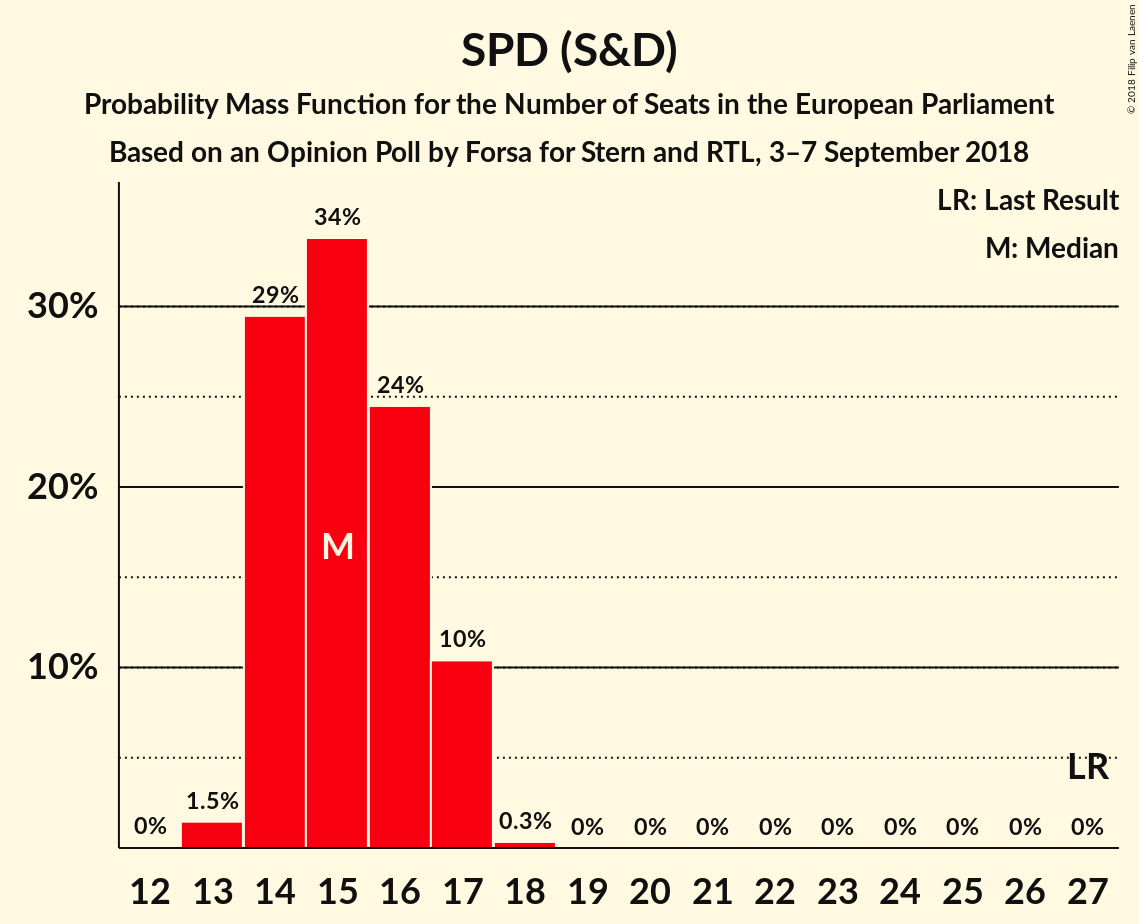 SPD (S&D)
Probability Mass Function for the Number of Seats in the European Parliament
Based on an Opinion Poll by Forsa for Stern and RTL, 3–7 September 2018
© 2018 Filip van Laenen
LR: Last Result
M: Median
34%
29%
30%
24%
20%
M
10%
10%
LR
1.5%
0%
0.3%
0% 0% 0% 0% 0% 0% 0% 0% 0%
12 13 14 15 16 17 18 19 20 21 22 23 24 25 26 27